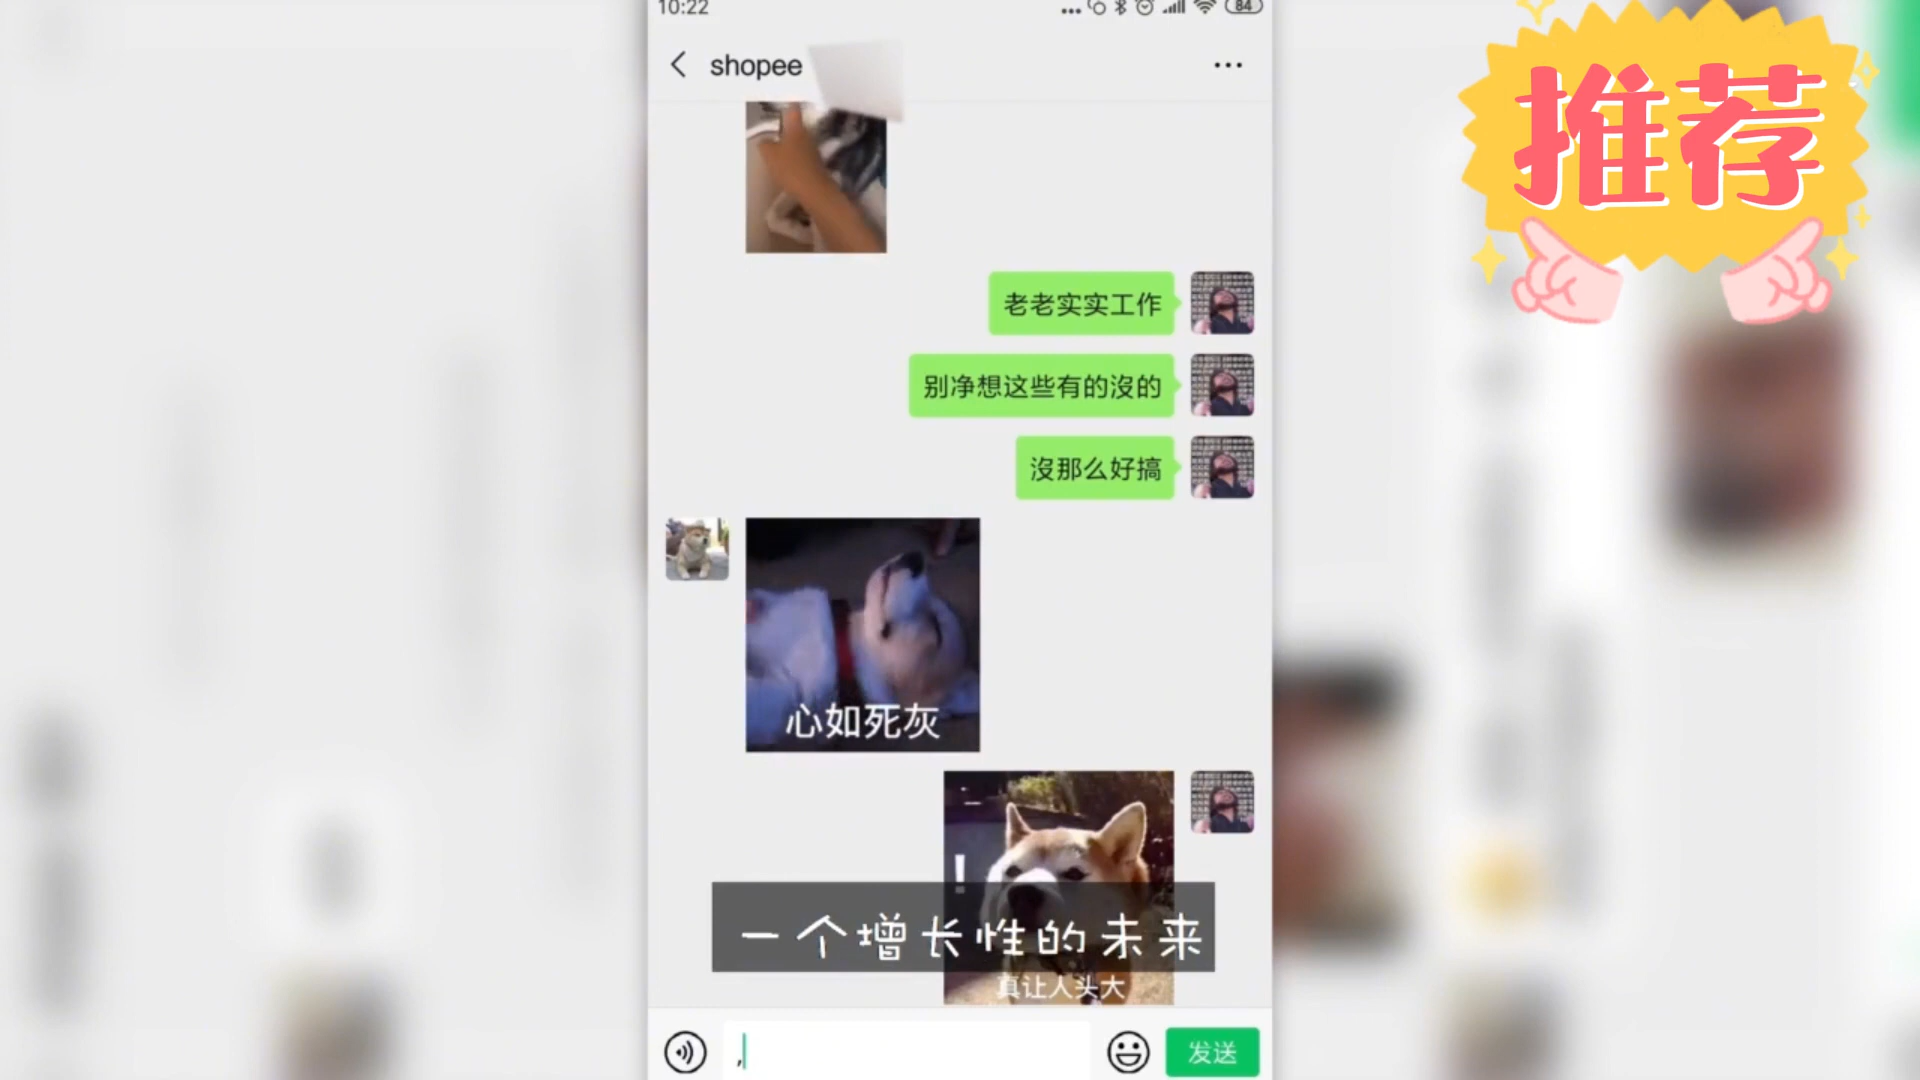 10:22
84
shopee
推荐
老老实实工作
别净想这些有的沒的
沒那么好搞
心如死灰
！
一个增长性的未来
真让人头大
,
发送